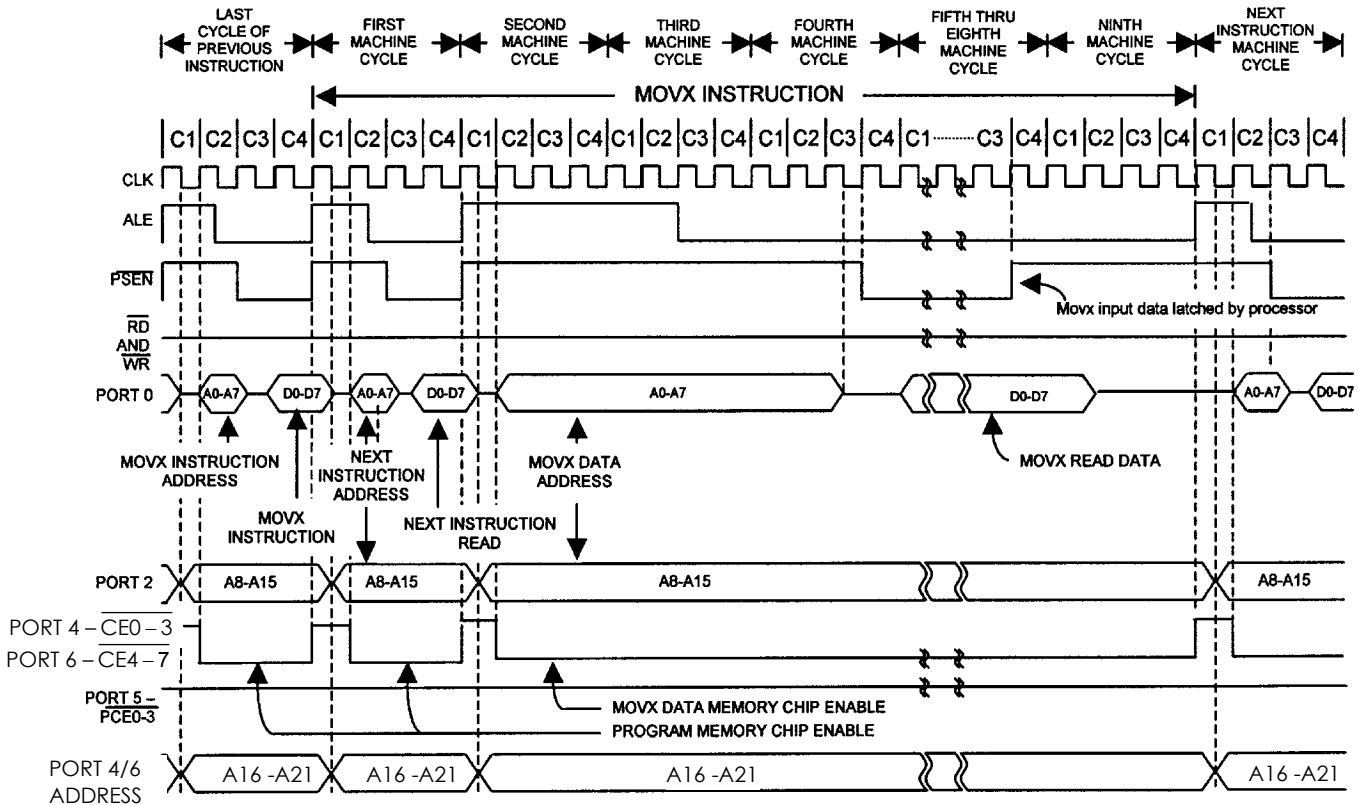 LAST
CYCLE OF
PREVIOUS
INSTRUCTION
FIRST
MACHINE
CYCLE
SECOND
MACHINE
CYCLE
THIRD
MACHINE
CYCLE
FOURTH
MACHINE
CYCLE
FIFTH THRU
EIGHTH
MACHINE
CYCLE
NINTH
MACHINE
CYCLE
NEXT
INSTRUCTION
MACHINE
CYCLE
MOVX INSTRUCTION
C1 C2 C3 C4 C1 C2 C3 C4 C1 C2 C3 C4 C1 C2 C3 C4 C1 C2 C3 C4 C1 ········ C3 C4 C1 C2 C3 C4 C1 C2 C3 C4
CLK
ALE
PSEN
Movx input data latched by processor
RD
AND
WR
PORT 0
A0-A7 D0-D7 A0-A7 D0-D7 A0-A7 D0-D7 A0-A7 D0-D7
MOVX INSTRUCTION
ADDRESS
NEXT
INSTRUCTION
ADDRESS
MOVX DATA
ADDRESS
MOVX READ DATA
MOVX
INSTRUCTION
NEXT INSTRUCTION
READ
PORT 2
A8-A15 A8-A15 A8-A15 A8-A15
PORT 4 – CE0 – 3
PORT 6 – CE4 – 7
PORT 5 –
PCE0-3
MOVX DATA MEMORY CHIP ENABLE
PROGRAM MEMORY CHIP ENABLE
PORT 4/6
ADDRESS
A16 -A21 A16 -A21 A16 -A21 A16 -A21